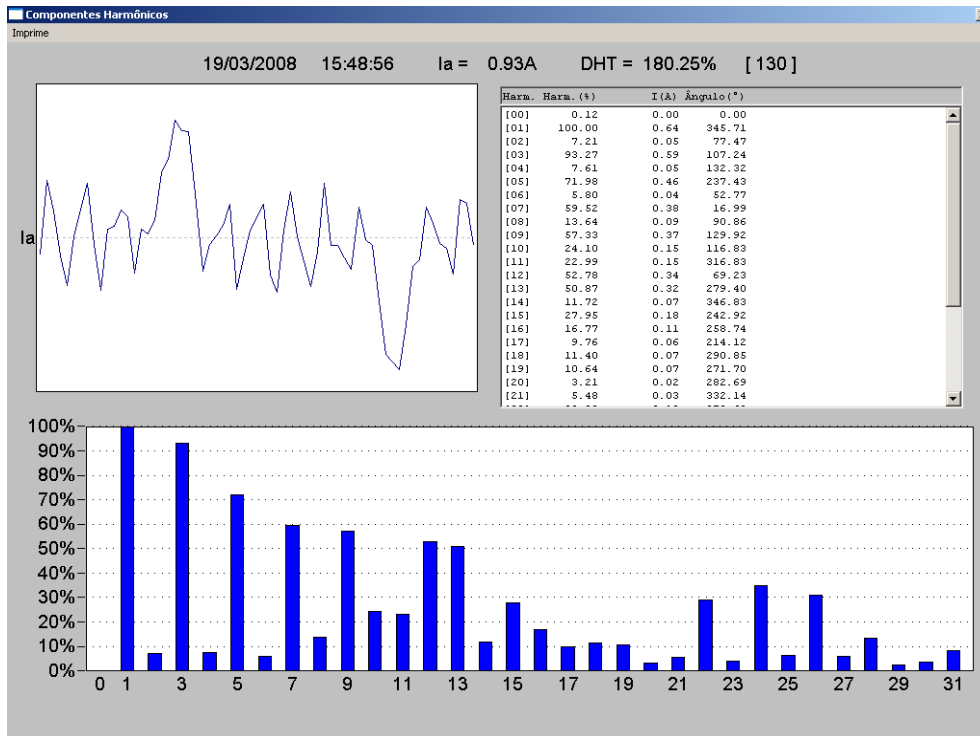 Componentes Harmônicos
Imprime
19/03/2008 15:48:56 Ia = 0.93A DHT = 180.25% [ 130 ]
Ia
Harm. Harm.(%) I(A) Ângulo(°)
[00] 0.12 0.00 0.00
[01] 100.00 0.64 345.71
[02] 7.21 0.05 77.47
[03] 93.27 0.59 107.24
[04] 7.61 0.05 132.32
[05] 71.98 0.46 237.43
[06] 5.80 0.04 52.77
[07] 59.52 0.38 16.99
[08] 13.64 0.09 90.86
[09] 57.33 0.37 129.92
[10] 24.10 0.15 116.83
[11] 22.99 0.15 316.83
[12] 52.78 0.34 69.23
[13] 50.87 0.32 279.40
[14] 11.72 0.07 346.83
[15] 27.95 0.18 242.92
[16] 16.77 0.11 258.74
[17] 9.76 0.06 214.12
[18] 11.40 0.07 290.85
[19] 10.64 0.07 271.70
[20] 3.21 0.02 282.69
[21] 5.48 0.03 332.14
100%
90%
80%
70%
60%
50%
40%
30%
20%
10%
0%
0 1 3 5 7 9 11 13 15 17 19 21 23 25 27 29 31